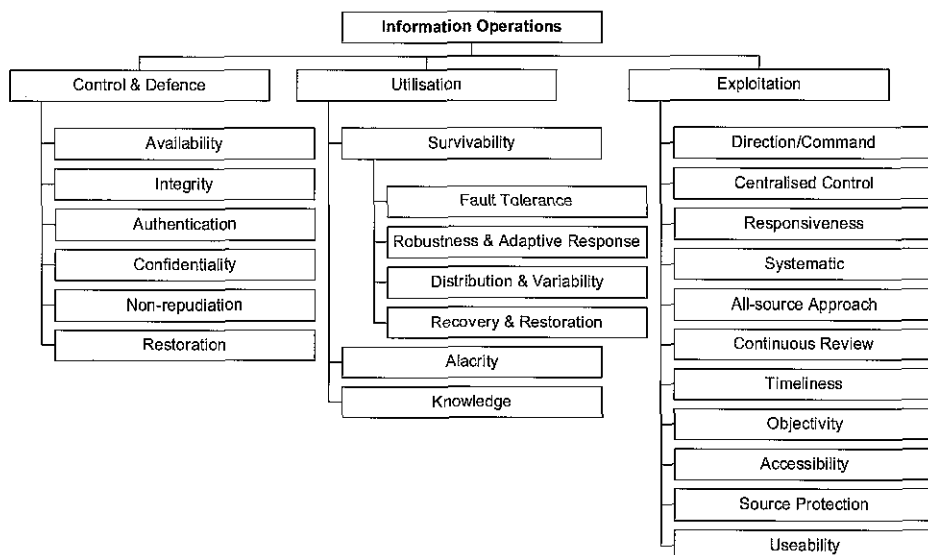 Information Operations
Control & Defence
Utilisation
Exploitation
Availability
Integrity
Authentication
Confidentiality
Non-repudiation
Restoration
Survivability
Fault Tolerance
Robustness & Adaptive Response
Distribution & Variability
Recovery & Restoration
Alacrity
Knowledge
Direction/Command
Centralised Control
Responsiveness
Systematic
All-source Approach
Continuous Review
Timeliness
Objectivity
Accessibility
Source Protection
Useability